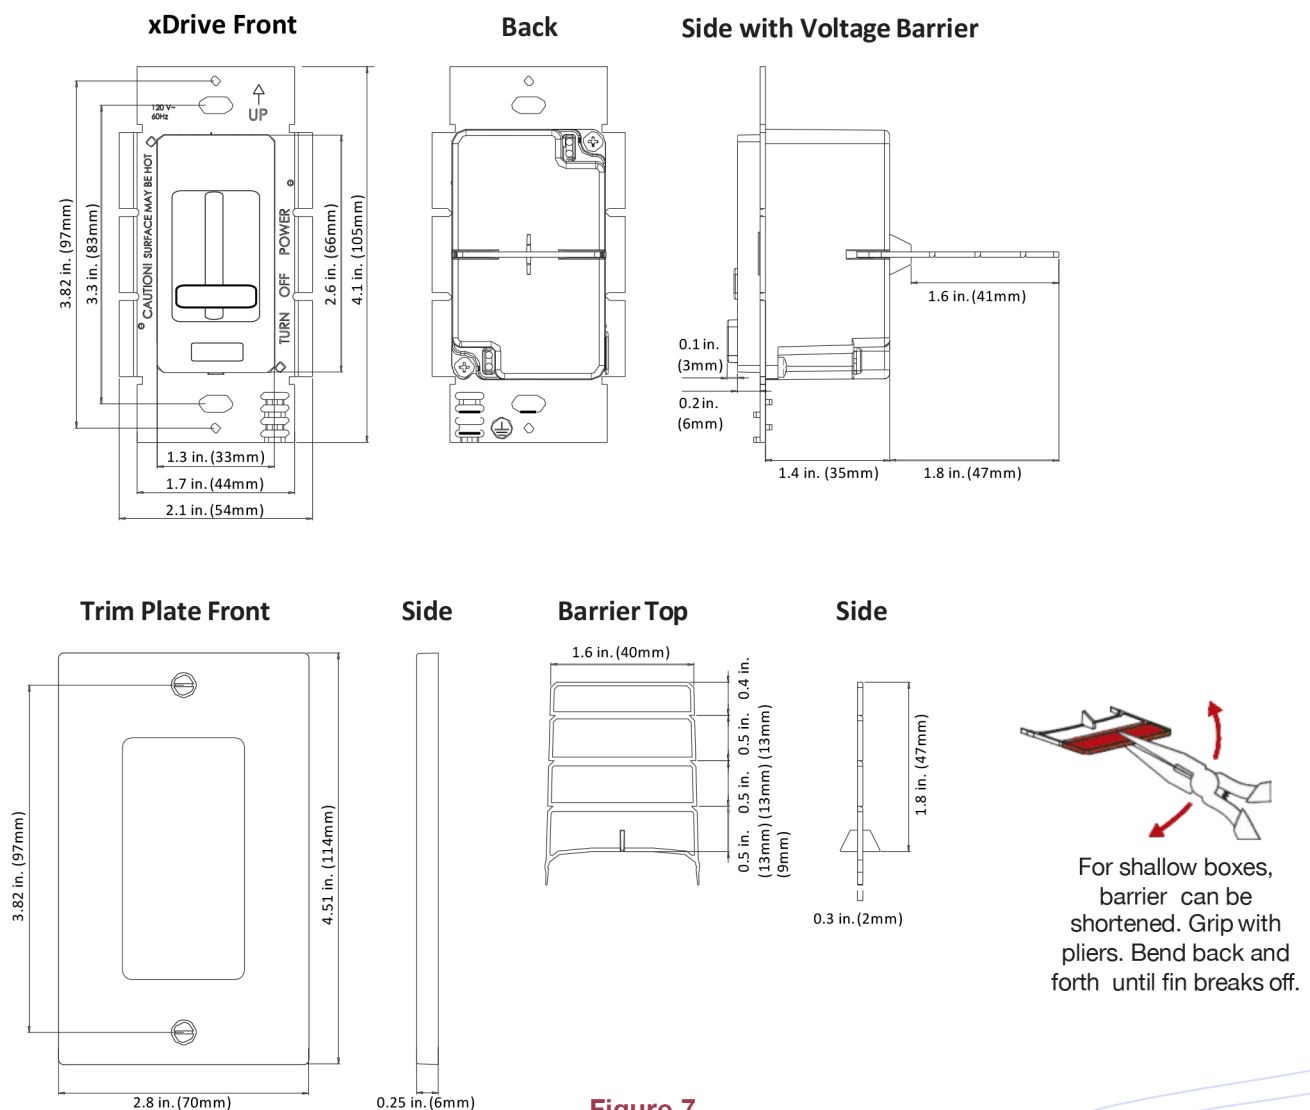 xDrive Front
Back
Side with Voltage Barrier
120 V~
60Hz
UP
CAUTION! SURFACE MAY BE HOT
TURN OFF POWER
3.82 in. (97mm)
3.3 in. (83mm)
2.6 in. (66mm)
4.1 in. (105mm)
1.3 in. (33mm)
1.7 in. (44mm)
2.1 in. (54mm)
1.6 in. (41mm)
0.1 in.
(3mm)
0.2 in.
(6mm)
1.4 in. (35mm)
1.8 in. (47mm)
Trim Plate Front
Side
Barrier Top
Side
3.82 in. (97mm)
4.51 in. (114mm)
2.8 in. (70mm)
0.25 in. (6mm)
1.6 in. (40mm)
0.5 in. 0.5 in. 0.5 in. 0.4 in.
(13mm) (13mm) (13mm)
(9mm)
1.8 in. (47mm)
0.3 in. (2mm)
For shallow boxes,
barrier can be
shortened. Grip with
pliers. Bend back and
forth until fin breaks off.
Figure 7